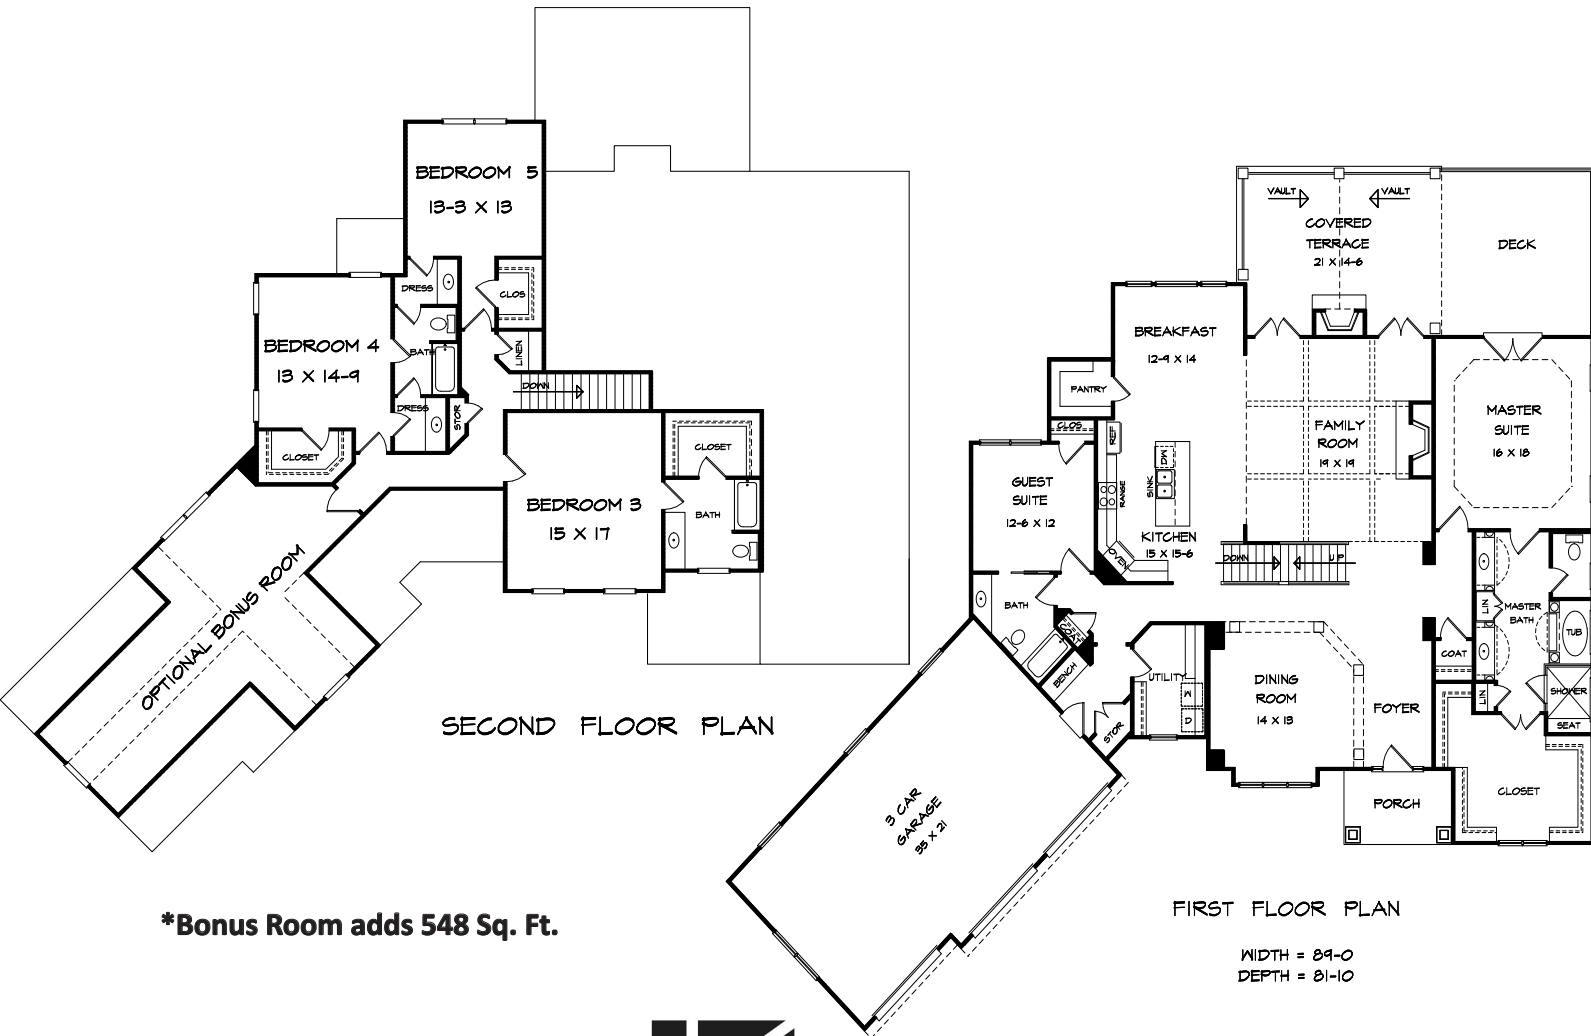 BEDROOM 5
13-3 X 13
DRESS
CLOS
BEDROOM 4
13 X 14-9
BATH
LINEN
DRESS
STOR
DOWN
CLOSET
CLOSET
BEDROOM 3
15 X 17
BATH
OPTIONAL BONUS ROOM
SECOND FLOOR PLAN
*Bonus Room adds 548 Sq. Ft.
VAULT
VAULT
COVERED
TERRACE
21 X 14-6
DECK
BREAKFAST
12-9 X 14
PANTRY
CLOS
REF
FAMILY
ROOM
19 X 19
MASTER
SUITE
16 X 18
GUEST
SUITE
12-6 X 12
DW
SINK
RANGE
KITCHEN
15 X 15-6
OVEN
DOWN
UP
BATH
COAT
BENCH
UTILITY
W
D
STOR
LIN
MASTER
BATH
TUB
COAT
LIN
SHOWER
SEAT
DINING
ROOM
14 X 13
FOYER
CLOSET
PORCH
3 CAR
GARAGE
35 X 21
FIRST FLOOR PLAN
WIDTH = 89-0
DEPTH = 81-10